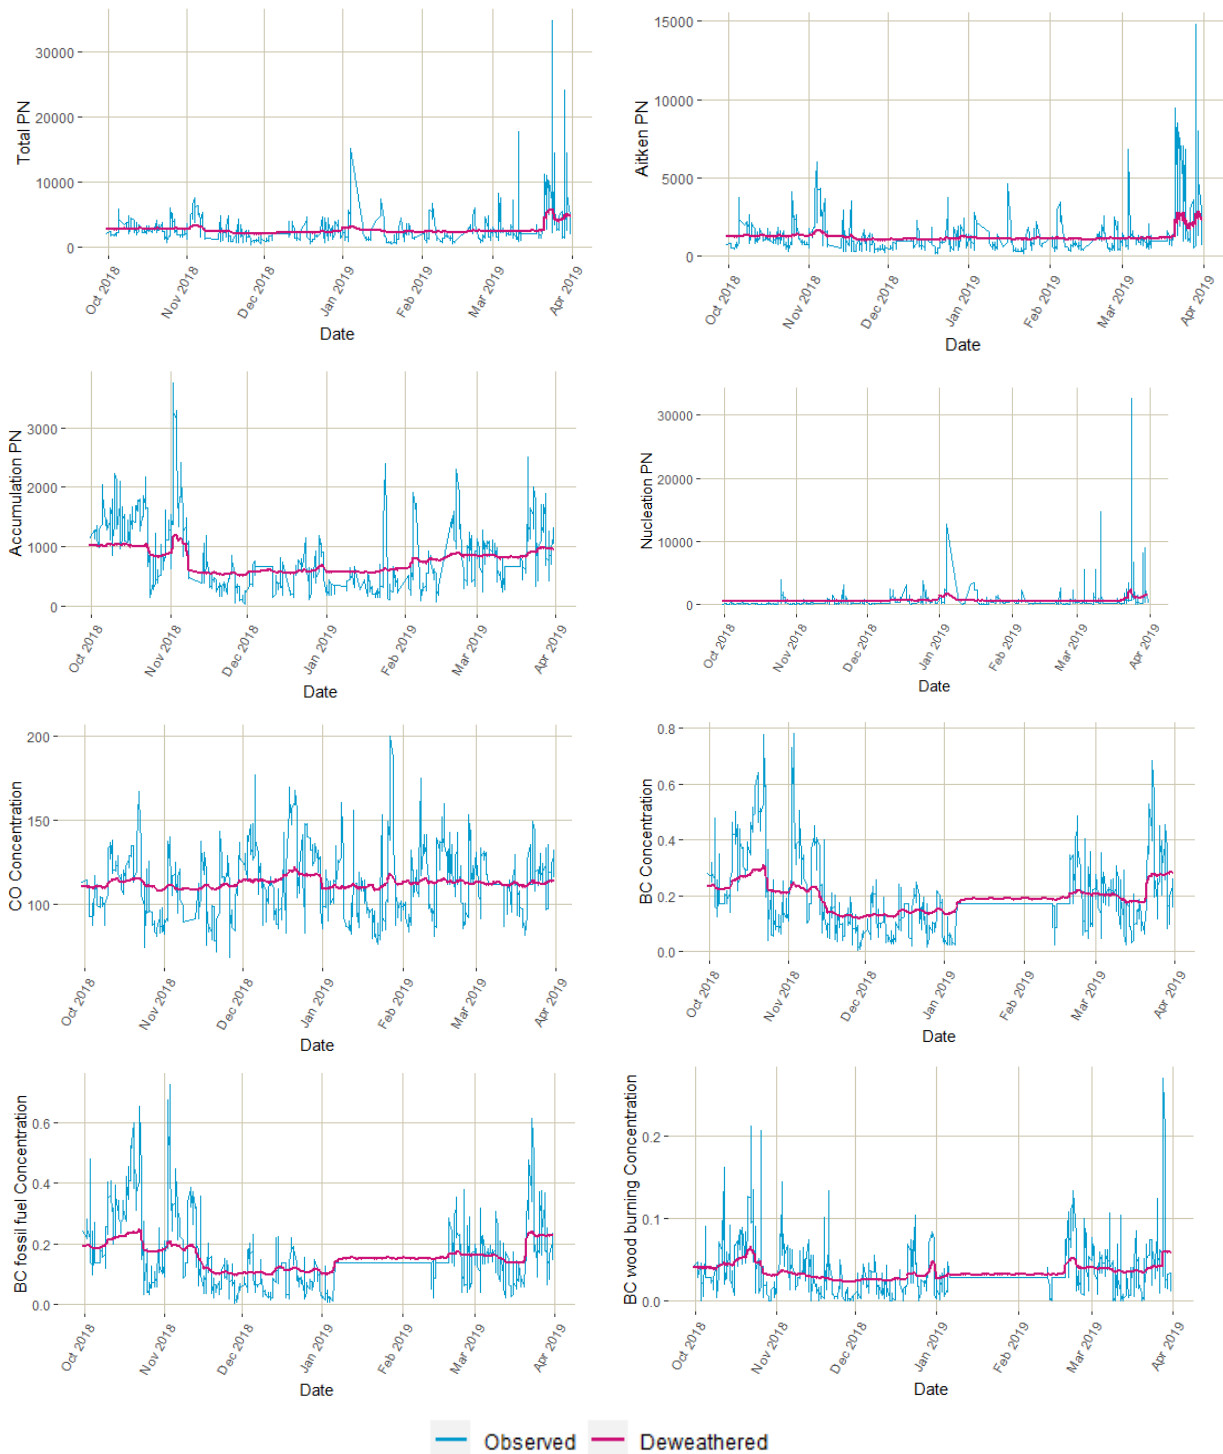 Total PN
30000
20000
10000
0
Oct 2018
Nov 2018
Dec 2018
Jan 2019
Feb 2019
Mar 2019
Apr 2019
Date
Aitken PN
15000
10000
5000
0
Oct 2018
Nov 2018
Dec 2018
Jan 2019
Feb 2019
Mar 2019
Apr 2019
Date
Accumulation PN
3000
2000
1000
0
Oct 2018
Nov 2018
Dec 2018
Jan 2019
Feb 2019
Mar 2019
Apr 2019
Date
Nucleation PN
30000
20000
10000
0
Oct 2018
Nov 2018
Dec 2018
Jan 2019
Feb 2019
Mar 2019
Apr 2019
Date
CO Concentration
200
150
100
Oct 2018
Nov 2018
Dec 2018
Jan 2019
Feb 2019
Mar 2019
Apr 2019
Date
BC Concentration
0.8
0.6
0.4
0.2
0.0
Oct 2018
Nov 2018
Dec 2018
Jan 2019
Feb 2019
Mar 2019
Apr 2019
Date
BC fossil fuel Concentration
0.6
0.4
0.2
0.0
Oct 2018
Nov 2018
Dec 2018
Jan 2019
Feb 2019
Mar 2019
Apr 2019
Date
BC wood burning Concentration
0.2
0.1
0.0
Oct 2018
Nov 2018
Dec 2018
Jan 2019
Feb 2019
Mar 2019
Apr 2019
Date
Observed
Deweathered